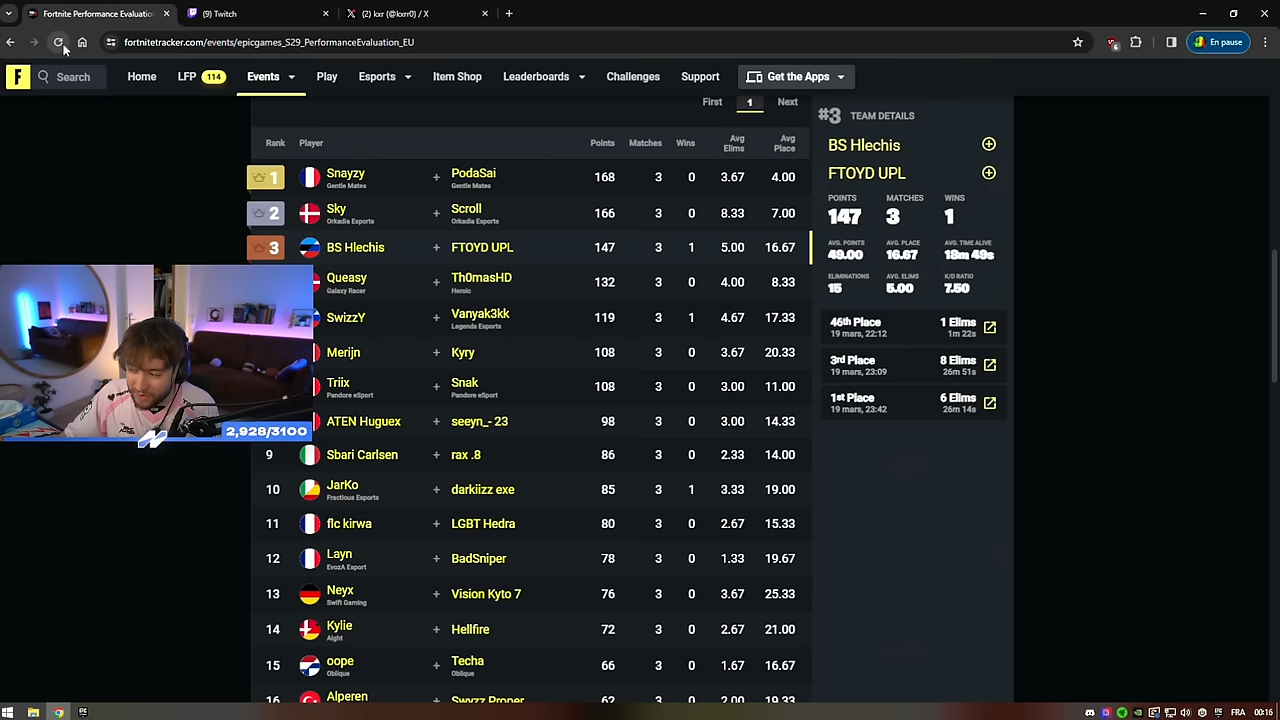 Fortnite Performance Evaluatio
(9) Twitch
(2) kxr (@kxrr0) / X
fortnitetracker.com/events/epicgames_S29_PerformanceEvaluation_EU
En pause
F Search Home LFP 114 Events Play Esports Item Shop Leaderboards Challenges Support Get the Apps
First 1 Next
Rank Player Points Matches Wins Avg Elims Avg Place
1 Snayzy + PodaSai 168 3 0 3.67 4.00
Gentle Mates Gentle Mates
2 Sky + Scroll 166 3 0 8.33 7.00
Orkadia Esports Orkadia Esports
3 BS Hlechis + FTOYD UPL 147 3 1 5.00 16.67
Queasy + Th0masHD 132 3 0 4.00 8.33
Galaxy Racer Heroic
SwizzY + Vanyak3kk 119 3 1 4.67 17.33
Legends Esports
Merijn + Kyry 108 3 0 3.67 20.33
Triix + Snak 108 3 0 3.00 11.00
Pandore eSport Pandore eSport
ATEN Huguex + seeyn_- 23 98 3 0 3.00 14.33
9 Sbari Carlsen + rax .8 86 3 0 2.33 14.00
10 JarKo + darkiizz exe 85 3 1 3.33 19.00
Fractious Esports
11 flc kirwa + LGBT Hedra 80 3 0 2.67 15.33
12 Layn + BadSniper 78 3 0 1.33 19.67
EvozA Esport
13 Neyx + Vision Kyto 7 76 3 0 3.67 25.33
Swift Gaming
14 Kylie + Hellfire 72 3 0 2.67 21.00
Aight
15 oope + Techa 66 3 0 1.67 16.67
Oblique Oblique
16 Alperen + Swyzz Proper 62 3 0 2.00 19.33
#3 TEAM DETAILS
BS Hlechis
FTOYD UPL
POINTS MATCHES WINS
147 3 1
AVG. POINTS AVG. PLACE AVG. TIME ALIVE
49.00 16.67 18m 49s
ELIMINATIONS AVG. ELIMS K/D RATIO
15 5.00 7.50
46th Place 1 Elims
19 mars, 22:12 1m 22s
3rd Place 8 Elims
19 mars, 23:09 26m 51s
1st Place 6 Elims
19 mars, 23:42 26m 14s
2,928/3100
FRA 00:16